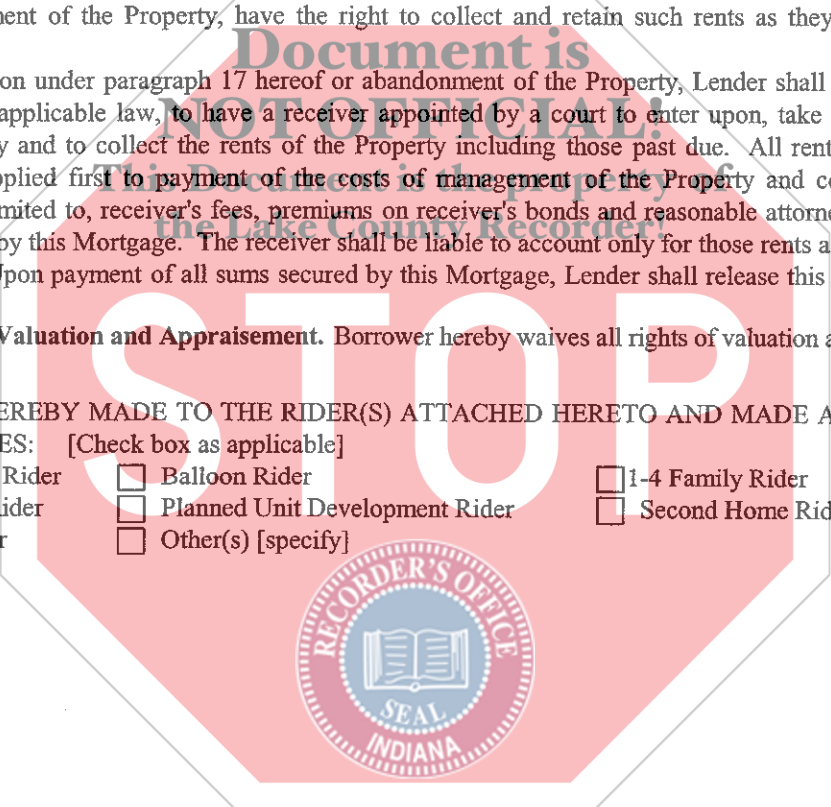 ent of the Property, have the right to collect and retain such rents as they
Document is
on under paragraph 17 hereof or abandonment of the Property, Lender shall
applicable law, to have a receiver appointed by a court to enter upon, take
NOT OFFICIAL!
y and to collect the rents of the Property including those past due. All rent
This Document is the property of
pplied first to payment of the costs of management of the Property and c
mited to, receiver's fees, premiums on receiver's bonds and reasonable attorne
the Lake County Recorder!
by this Mortgage. The receiver shall be liable to account only for those rents a
Upon payment of all sums secured by this Mortgage, Lender shall release this
Valuation and Appraisement. Borrower hereby waives all rights of valuation a
STOP
EREBY MADE TO THE RIDER(S) ATTACHED HERETO AND MADE A
ES: [Check box as applicable]
Rider Balloon Rider 1-4 Family Rider
ider Planned Unit Development Rider Second Home Rid
r Other(s) [specify]
RECORDER'S OFFICE
SEAL
INDIANA